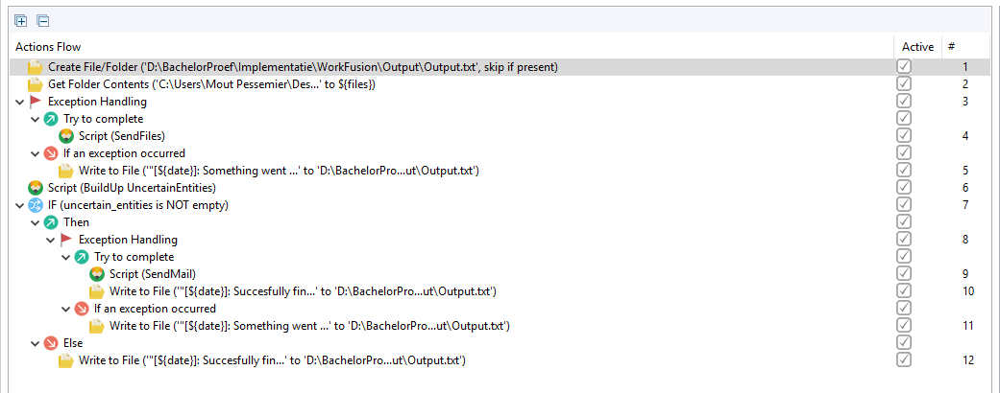 Actions Flow Active #
Create File/Folder ('D:\BachelorProef\Implementatie\WorkFusion\Output\Output.txt', skip if present) 1
Get Folder Contents ('C:\Users\Mout Pessemier\Des...' to ${files}) 2
Exception Handling 3
Try to complete
Script (SendFiles) 4
If an exception occurred
Write to File ('"[${date}]: Something went ...' to 'D:\BachelorPro...ut\Output.txt') 5
Script (BuildUp UncertainEntities) 6
IF (uncertain_entities is NOT empty) 7
Then
Exception Handling 8
Try to complete
Script (SendMail) 9
Write to File ('"[${date}]: Succesfully fin...' to 'D:\BachelorPro...ut\Output.txt') 10
If an exception occurred
Write to File ('"[${date}]: Something went ...' to 'D:\BachelorPro...ut\Output.txt') 11
Else
Write to File ('"[${date}]: Succesfully fin...' to 'D:\BachelorPro...ut\Output.txt') 12